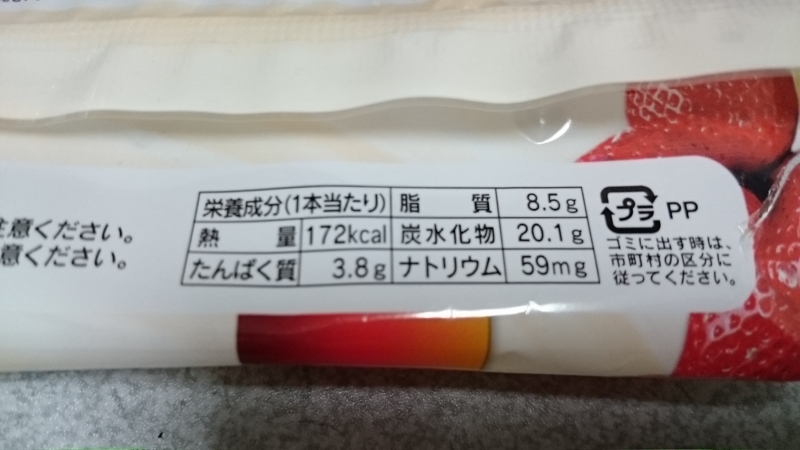 注意ください。
意ください。
栄養成分(1本当たり) 脂質 8.5g
熱量 172kcal 炭水化物 20.1g
たんぱく質 3.8g ナトリウム 59mg
プラ PP
ゴミに出す時は、
市町村の区分に
従ってください。